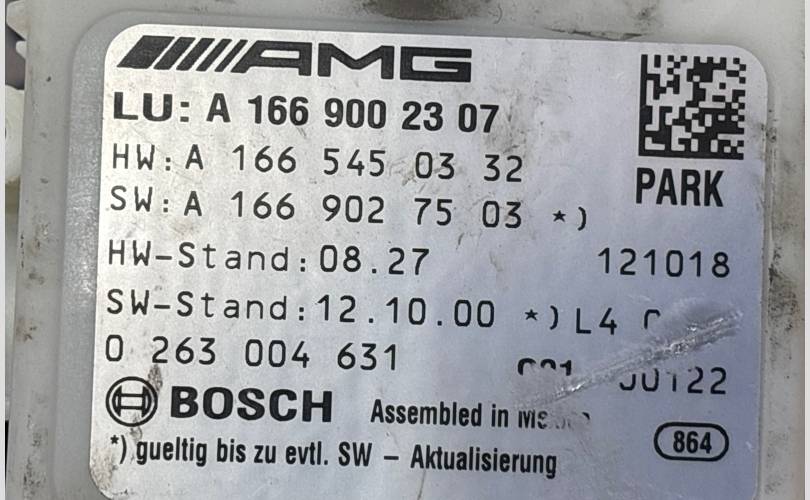 AMG
LU: A 166 900 23 07
HW: A 166 545 03 32
PARK
SW: A 166 902 75 03 *)
HW-Stand: 08.27 121018
SW-Stand: 12.10.00 *) L4
0 263 004 631
BOSCH Assembled in
864
*) gueltig bis zu evtl. SW - Aktualisierung